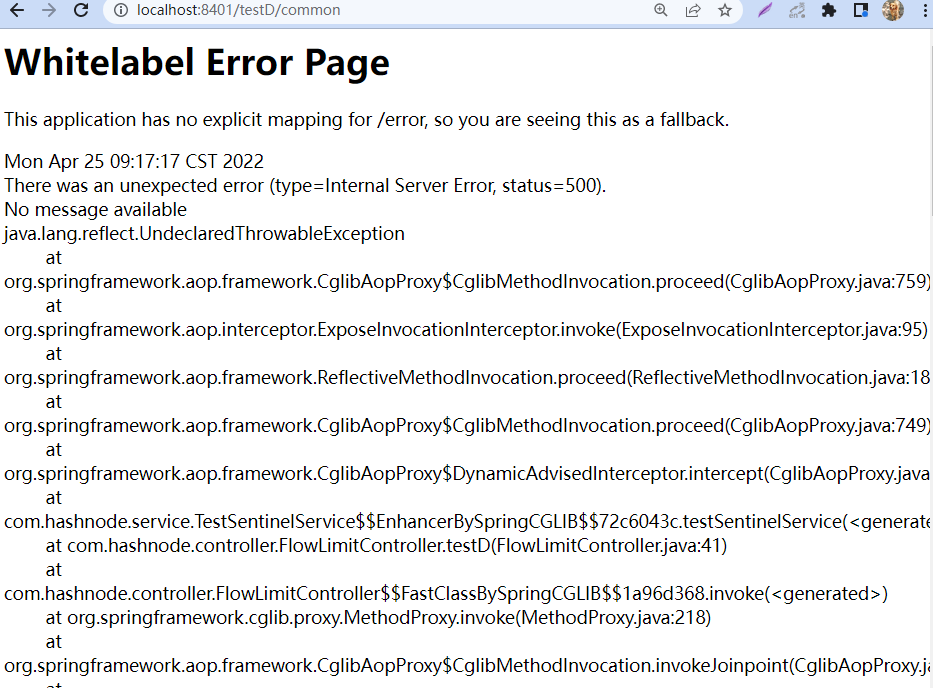 localhost:8401/testD/common
Whitelabel Error Page
This application has no explicit mapping for /error, so you are seeing this as a fallback.
Mon Apr 25 09:17:17 CST 2022
There was an unexpected error (type=Internal Server Error, status=500).
No message available
java.lang.reflect.UndeclaredThrowableException
at
org.springframework.aop.framework.CglibAopProxy$CglibMethodInvocation.proceed(CglibAopProxy.java:759)
at
org.springframework.aop.interceptor.ExposeInvocationInterceptor.invoke(ExposeInvocationInterceptor.java:95)
at
org.springframework.aop.framework.ReflectiveMethodInvocation.proceed(ReflectiveMethodInvocation.java:18
at
org.springframework.aop.framework.CglibAopProxy$CglibMethodInvocation.proceed(CglibAopProxy.java:749)
at
org.springframework.aop.framework.CglibAopProxy$DynamicAdvisedInterceptor.intercept(CglibAopProxy.java
at
com.hashnode.service.TestSentinelService$$EnhancerBySpringCGLIB$$72c6043c.testSentinelService(<generate
at com.hashnode.controller.FlowLimitController.testD(FlowLimitController.java:41)
at
com.hashnode.controller.FlowLimitController$$FastClassBySpringCGLIB$$1a96d368.invoke(<generated>)
at org.springframework.cglib.proxy.MethodProxy.invoke(MethodProxy.java:218)
at
org.springframework.aop.framework.CglibAopProxy$CglibMethodInvocation.invokeJoinpoint(CglibAopProxy.j